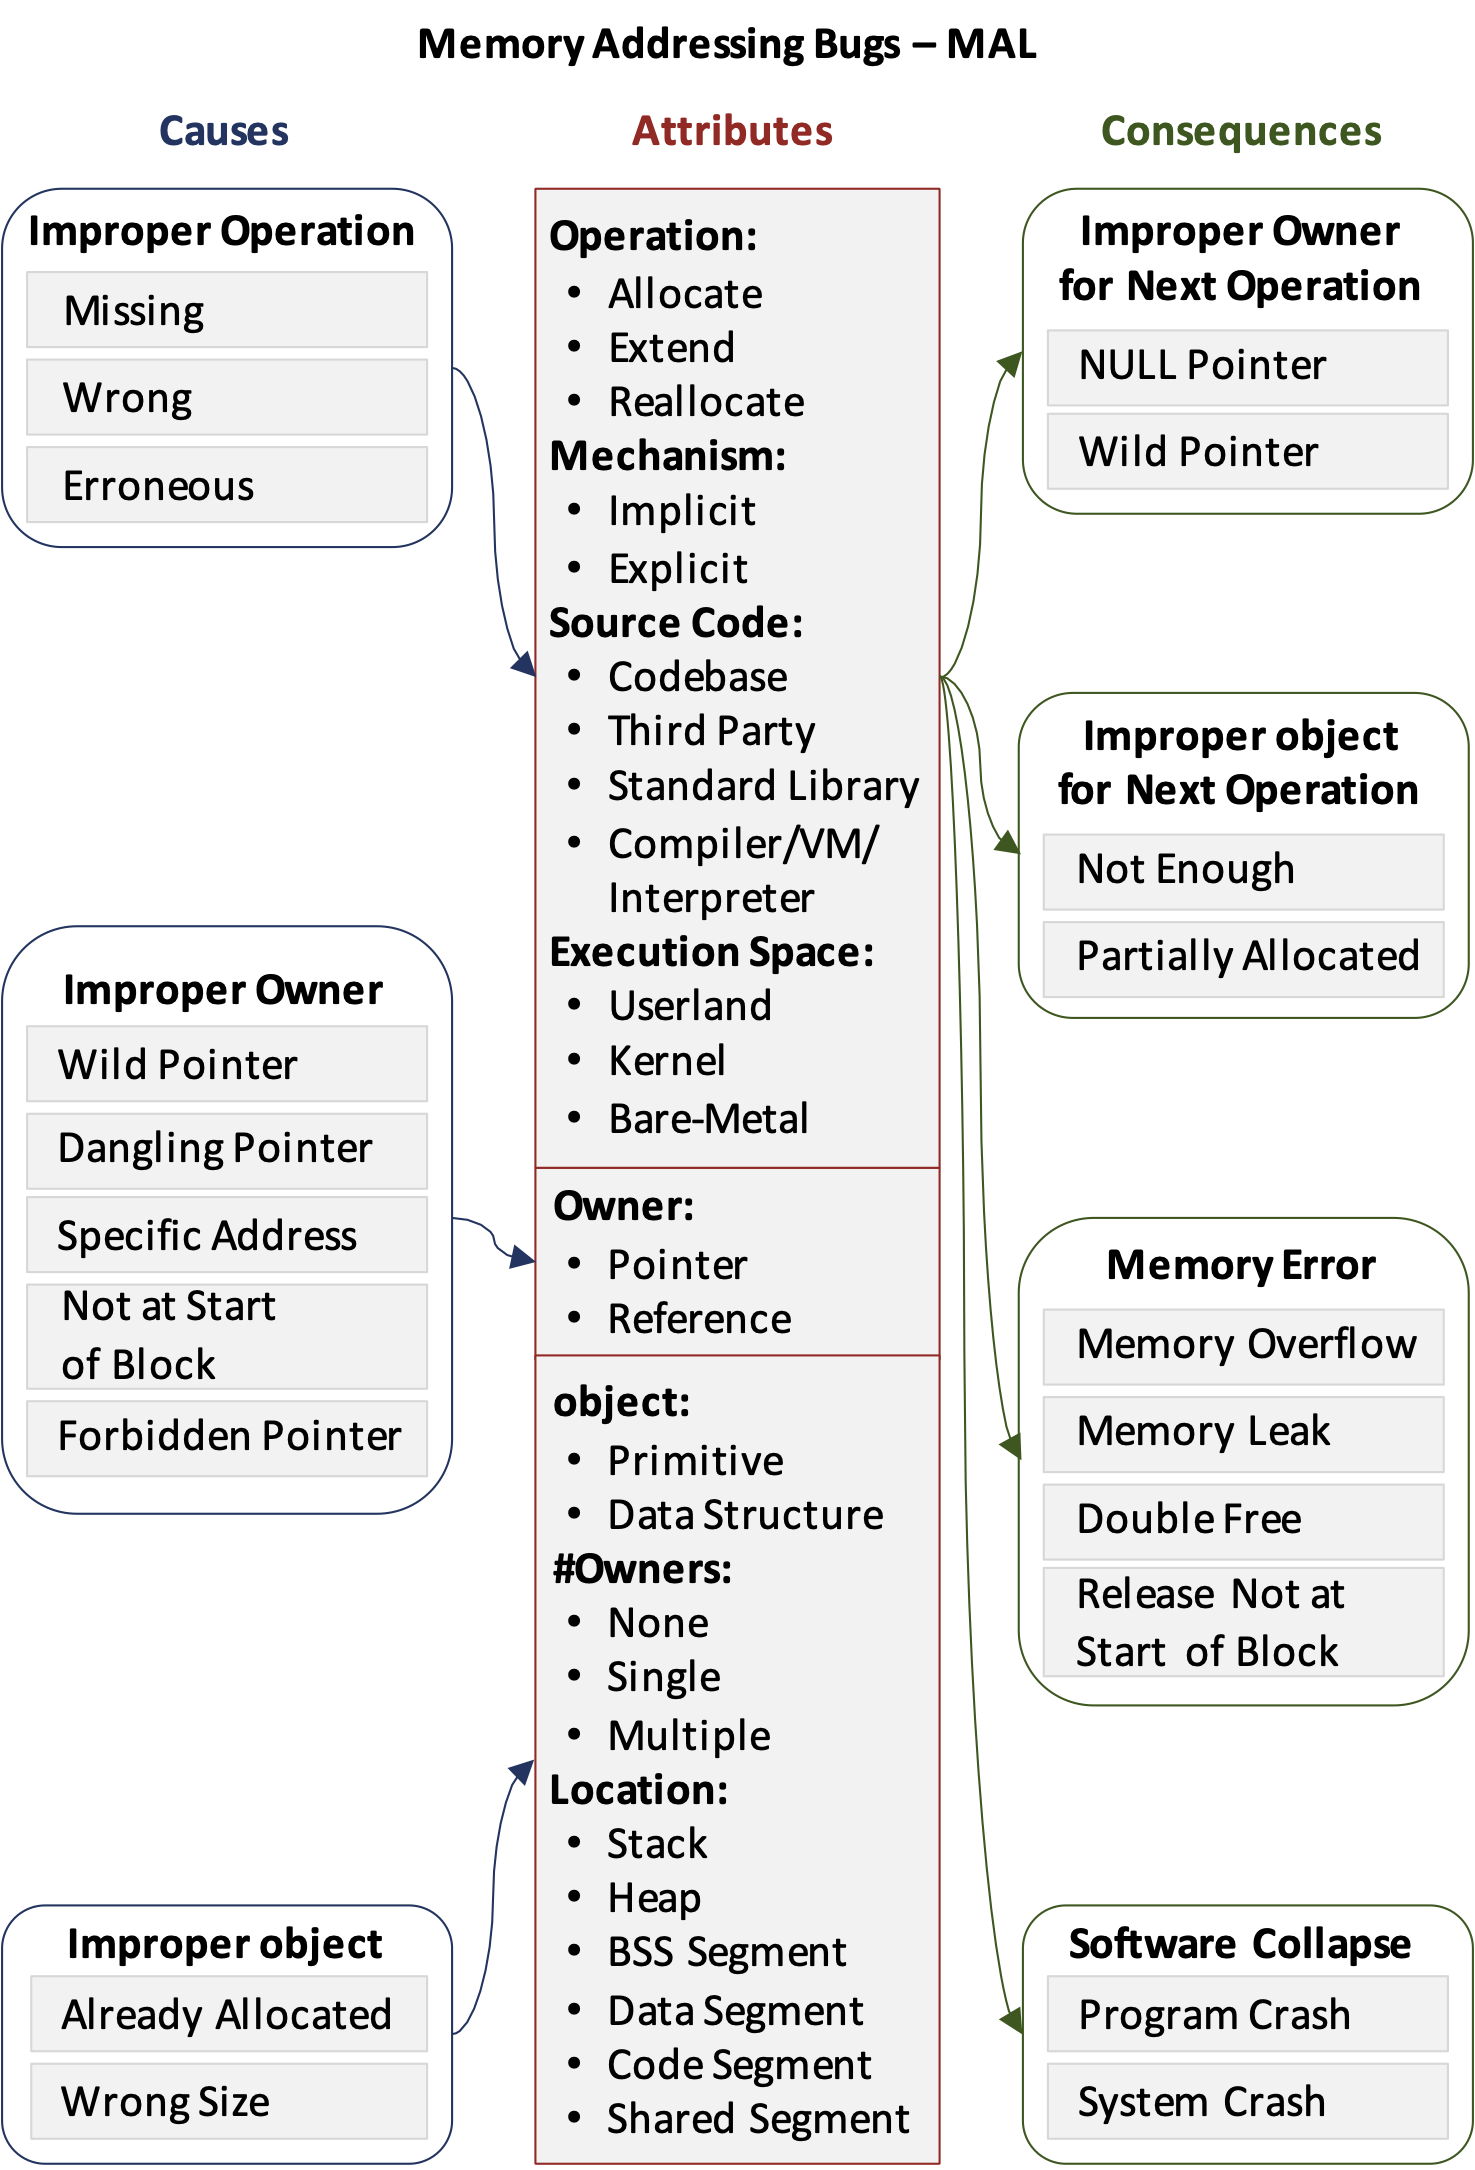 Memory Addressing Bugs – MAL
Causes
Improper Operation
Missing
Wrong
Erroneous
Improper Owner
Wild Pointer
Dangling Pointer
Specific Address
Not at Start
of Block
Forbidden Pointer
Improper object
Already Allocated
Wrong Size
Attributes
Operation:
• Allocate
• Extend
• Reallocate
Mechanism:
• Implicit
• Explicit
Source Code:
• Codebase
• Third Party
• Standard Library
• Compiler/VM/
Interpreter
Execution Space:
• Userland
• Kernel
• Bare-Metal
Owner:
• Pointer
• Reference
object:
• Primitive
• Data Structure
#Owners:
• None
• Single
• Multiple
Location:
• Stack
• Heap
• BSS Segment
• Data Segment
• Code Segment
• Shared Segment
Consequences
Improper Owner
for Next Operation
NULL Pointer
Wild Pointer
Improper object
for Next Operation
Not Enough
Partially Allocated
Memory Error
Memory Overflow
Memory Leak
Double Free
Release Not at
Start of Block
Software Collapse
Program Crash
System Crash